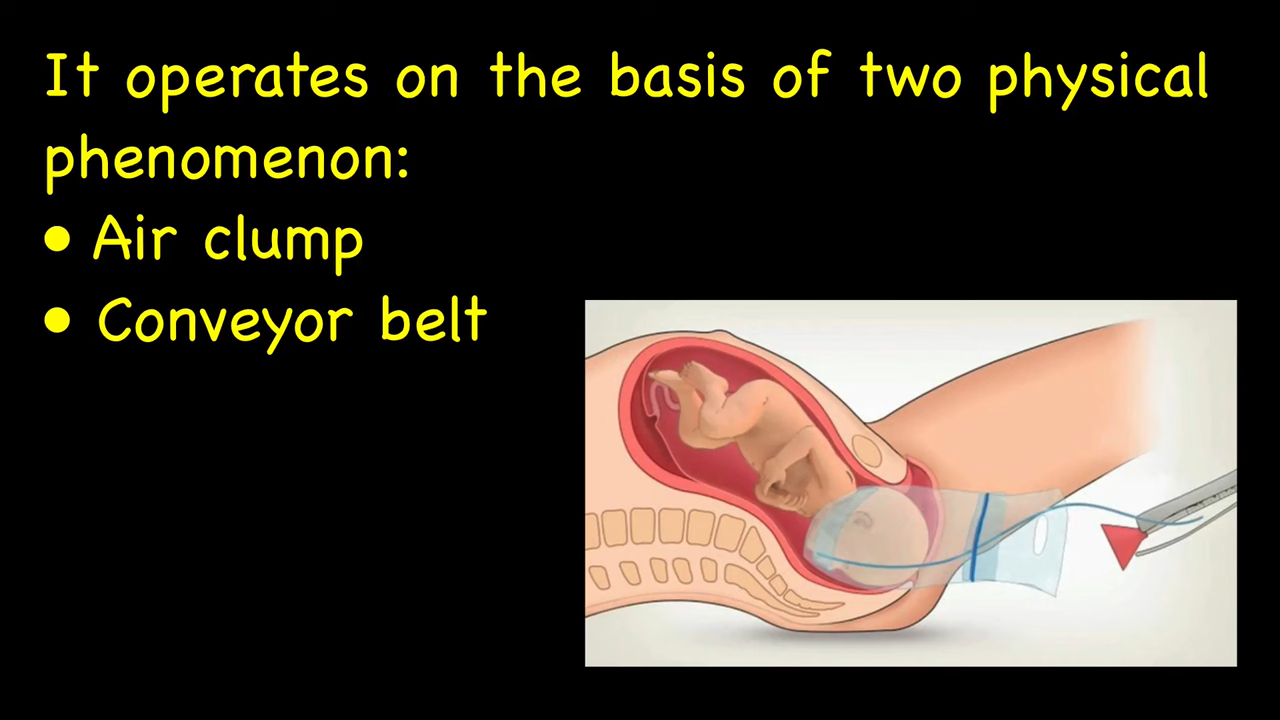 It operates on the basis of two physical
phenomenon:
• Air clump
• Conveyor belt